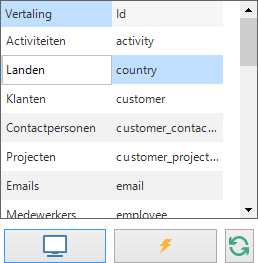 Vertaling Id
Activiteiten activity
Landen country
Klanten customer
Contactpersonen customer_contac...
Projecten customer_project...
Emails email
Medewerkers employee